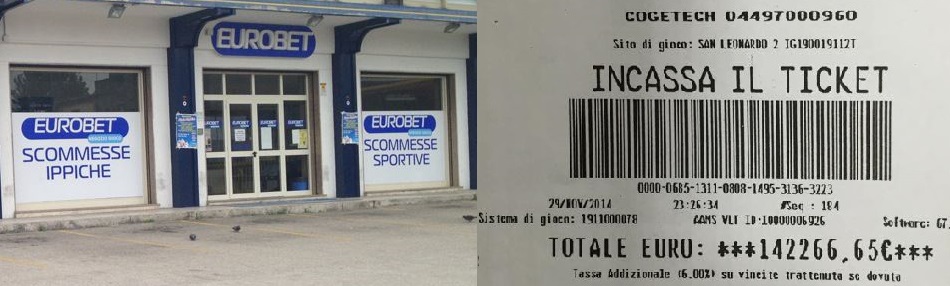 EUROBET
EUROBET
SCOMMESSE
IPPICHE
EUROBET
SCOMMESSE
SPORTIVE
COGETECH 04497000960
Sito di gioco: SAN LEONARDO 2 IG190019112T
INCASSA IL TICKET
0000-0685-1311-0808-1495-3136-3223
29/NOV/2014 23:26:34 #Seq : 184
Sistema di gioco: 1911000078 AAMS VLT ID:10000006926 Software: 67.
TOTALE EURO: ***142266,65€***
Tassa Addizionale (6.00%) su vincite trattenuta se dovuta